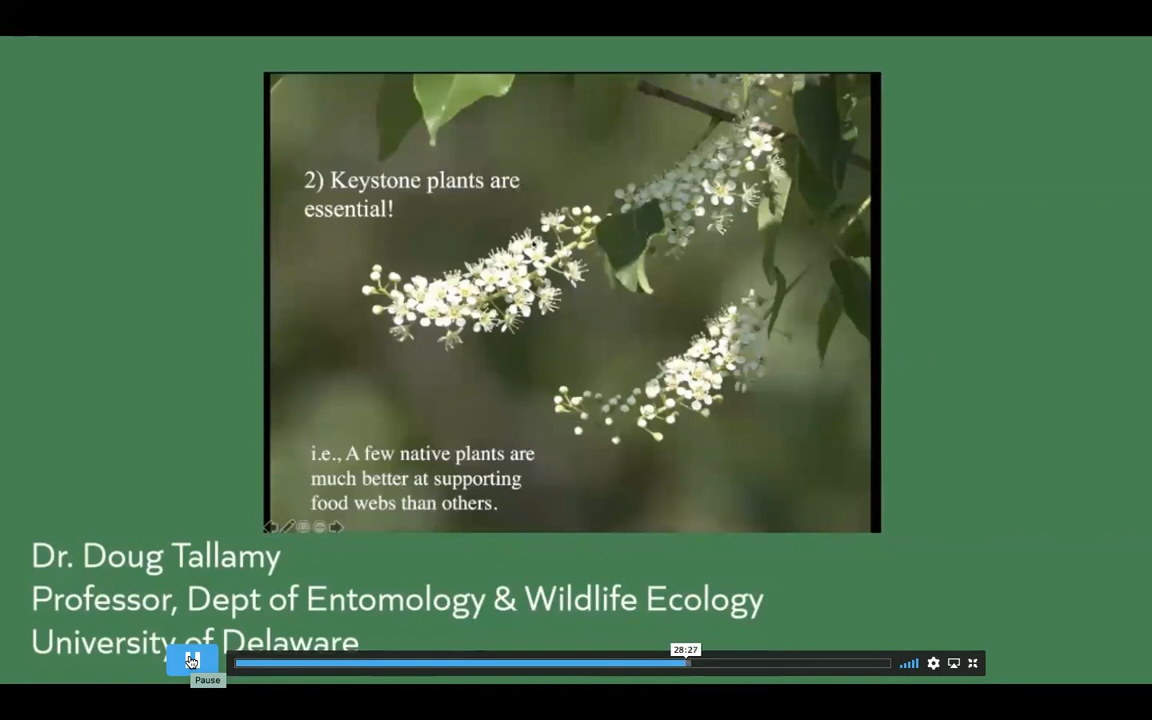 2) Keystone plants are
essential!
i.e., A few native plants are
much better at supporting
food webs than others.
Dr. Doug Tallamy
Professor, Dept of Entomology & Wildlife Ecology
University of Delaware
28:27
Pause